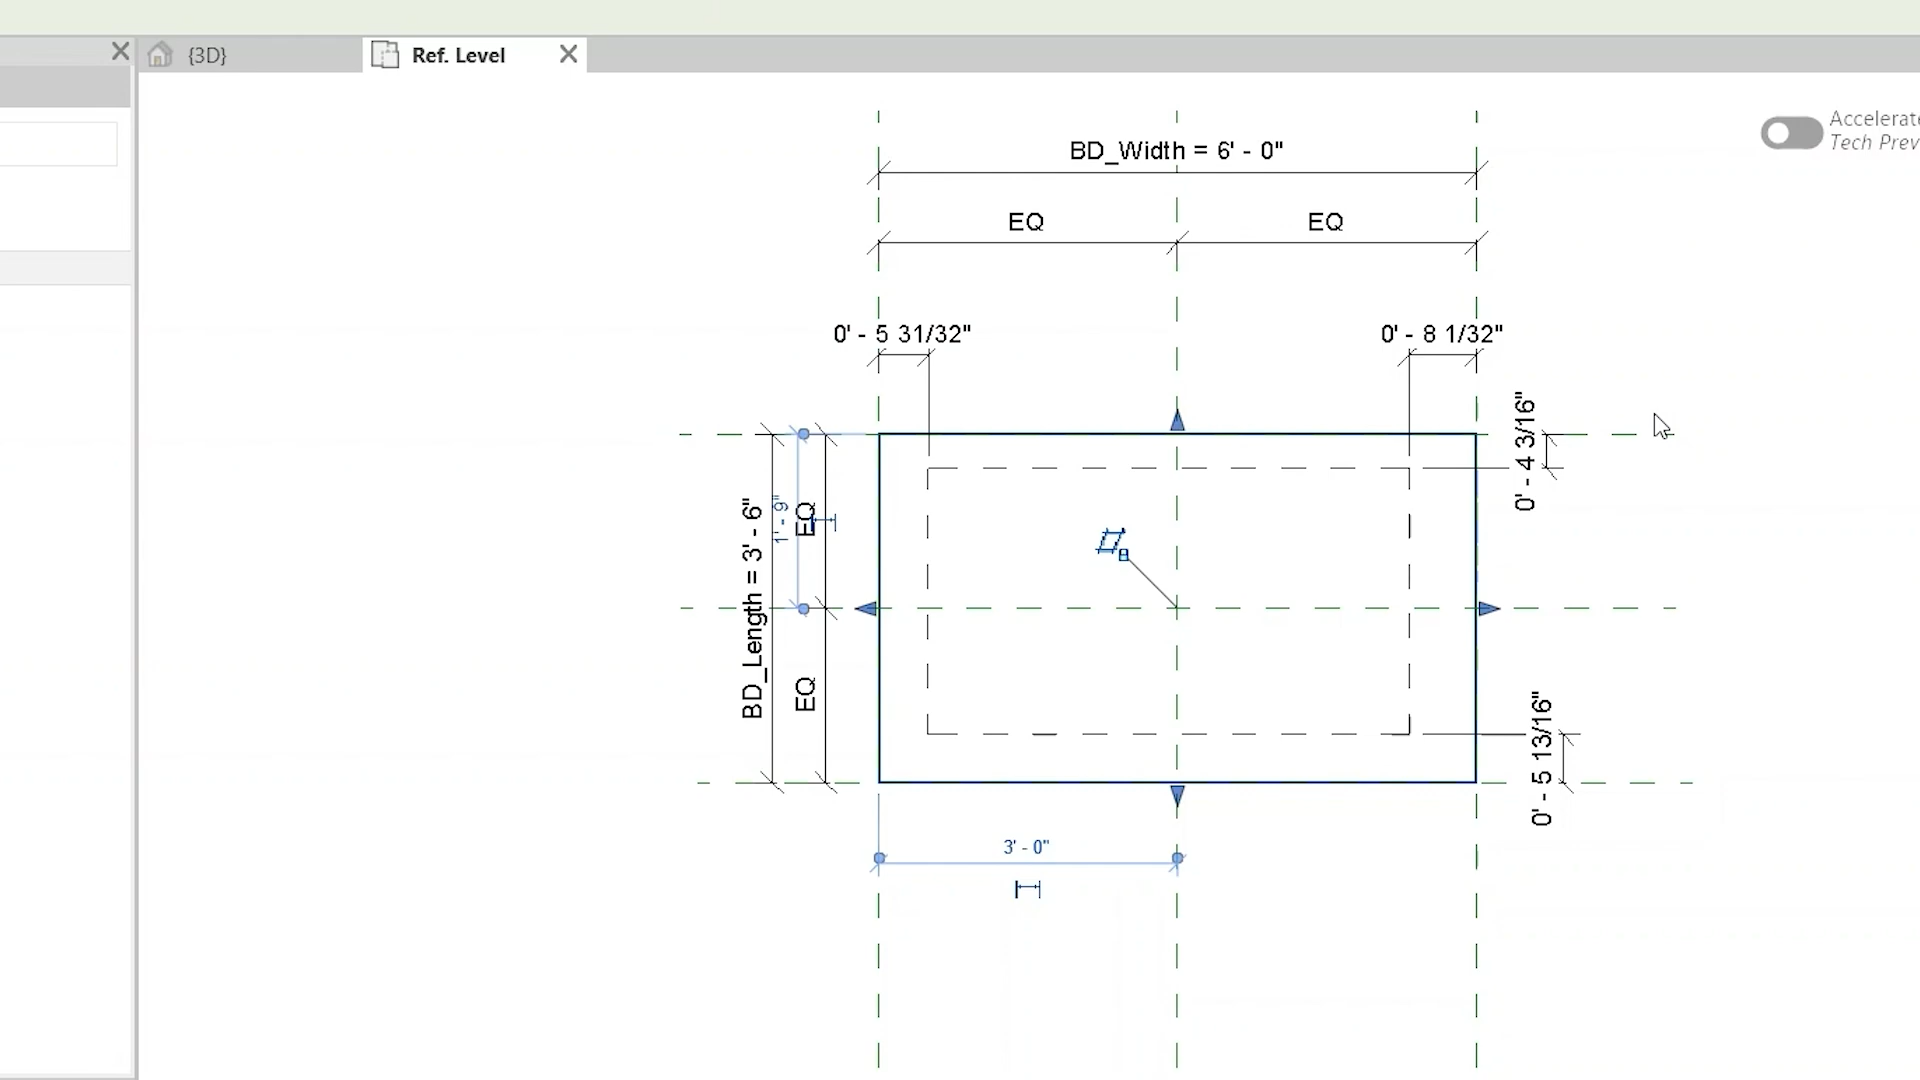 {3D}
Ref. Level
Accelerate
Tech Prev
BD_Width = 6' - 0"
EQ
EQ
0' - 5 31/32"
0' - 8 1/32"
0' - 4 3/16"
BD_Length = 3' - 6"
1' - 9"
EQ
EQ
0' - 5 13/16"
3' - 0"